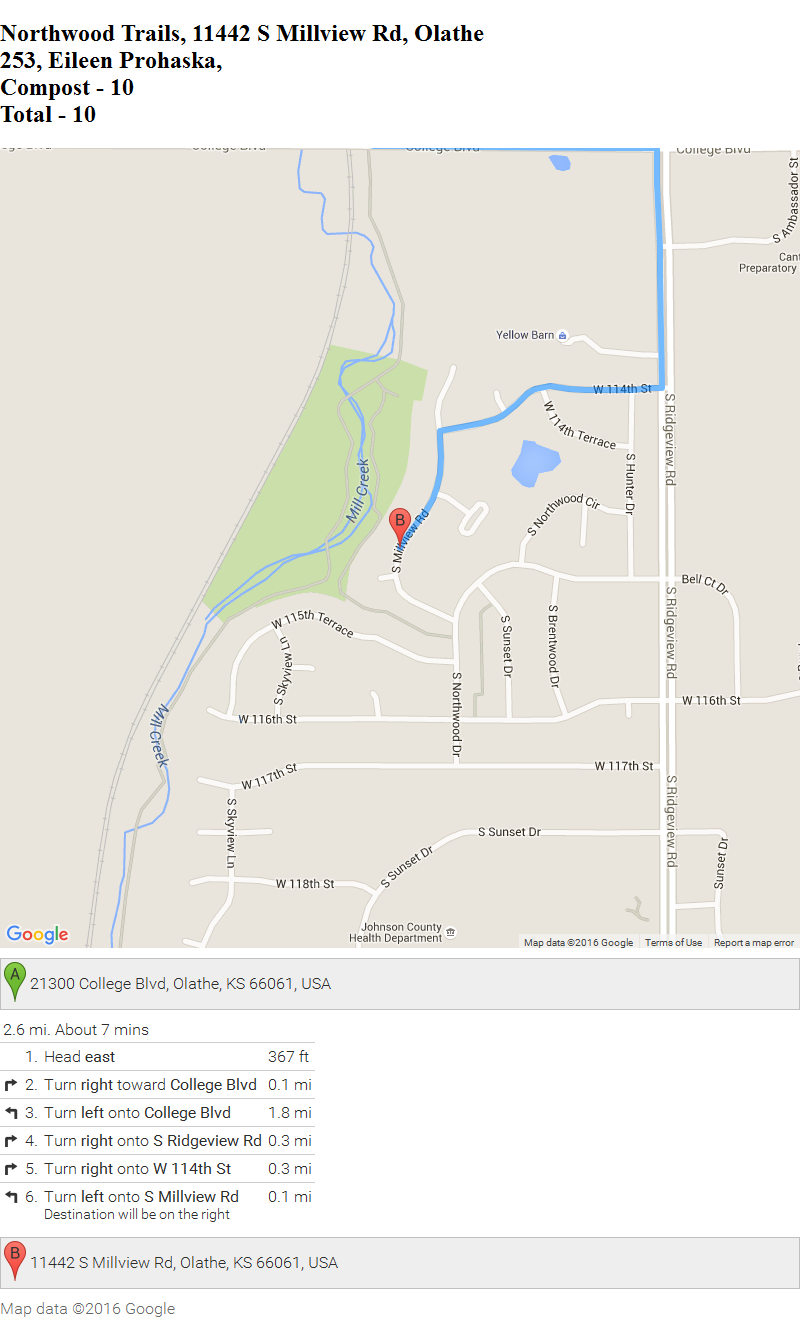 Northwood Trails, 11442 S Millview Rd, Olathe
253, Eileen Prohaska,
Compost - 10
Total - 10
College Blvd
College Blvd
College Blvd
S Ambassador St
Cant
Preparatory
Yellow Barn
W 114th St
S Ridgeview Rd
W 114th Terrace
S Hunter Dr
Mill Creek
S Northwood Cir
B
S Millview Rd
Bell Ct Dr
S Ridgeview Rd
W 115th Terrace
S Skyview Ln
S Sunset Dr
S Brentwood Dr
S Northwood Dr
W 116th St
W 116th St
Mill Creek
W 117th St
W 117th St
S Ridgeview Rd
S Skyview Ln
S Sunset Dr
S Sunset Dr
Sunset Dr
W 118th St
Johnson County
Health Department
Google
Map data ©2016 Google Terms of Use Report a map error
A 21300 College Blvd, Olathe, KS 66061, USA
2.6 mi. About 7 mins
1. Head east 367 ft
2. Turn right toward College Blvd 0.1 mi
3. Turn left onto College Blvd 1.8 mi
4. Turn right onto S Ridgeview Rd 0.3 mi
5. Turn right onto W 114th St 0.3 mi
6. Turn left onto S Millview Rd 0.1 mi
Destination will be on the right
B 11442 S Millview Rd, Olathe, KS 66061, USA
Map data ©2016 Google